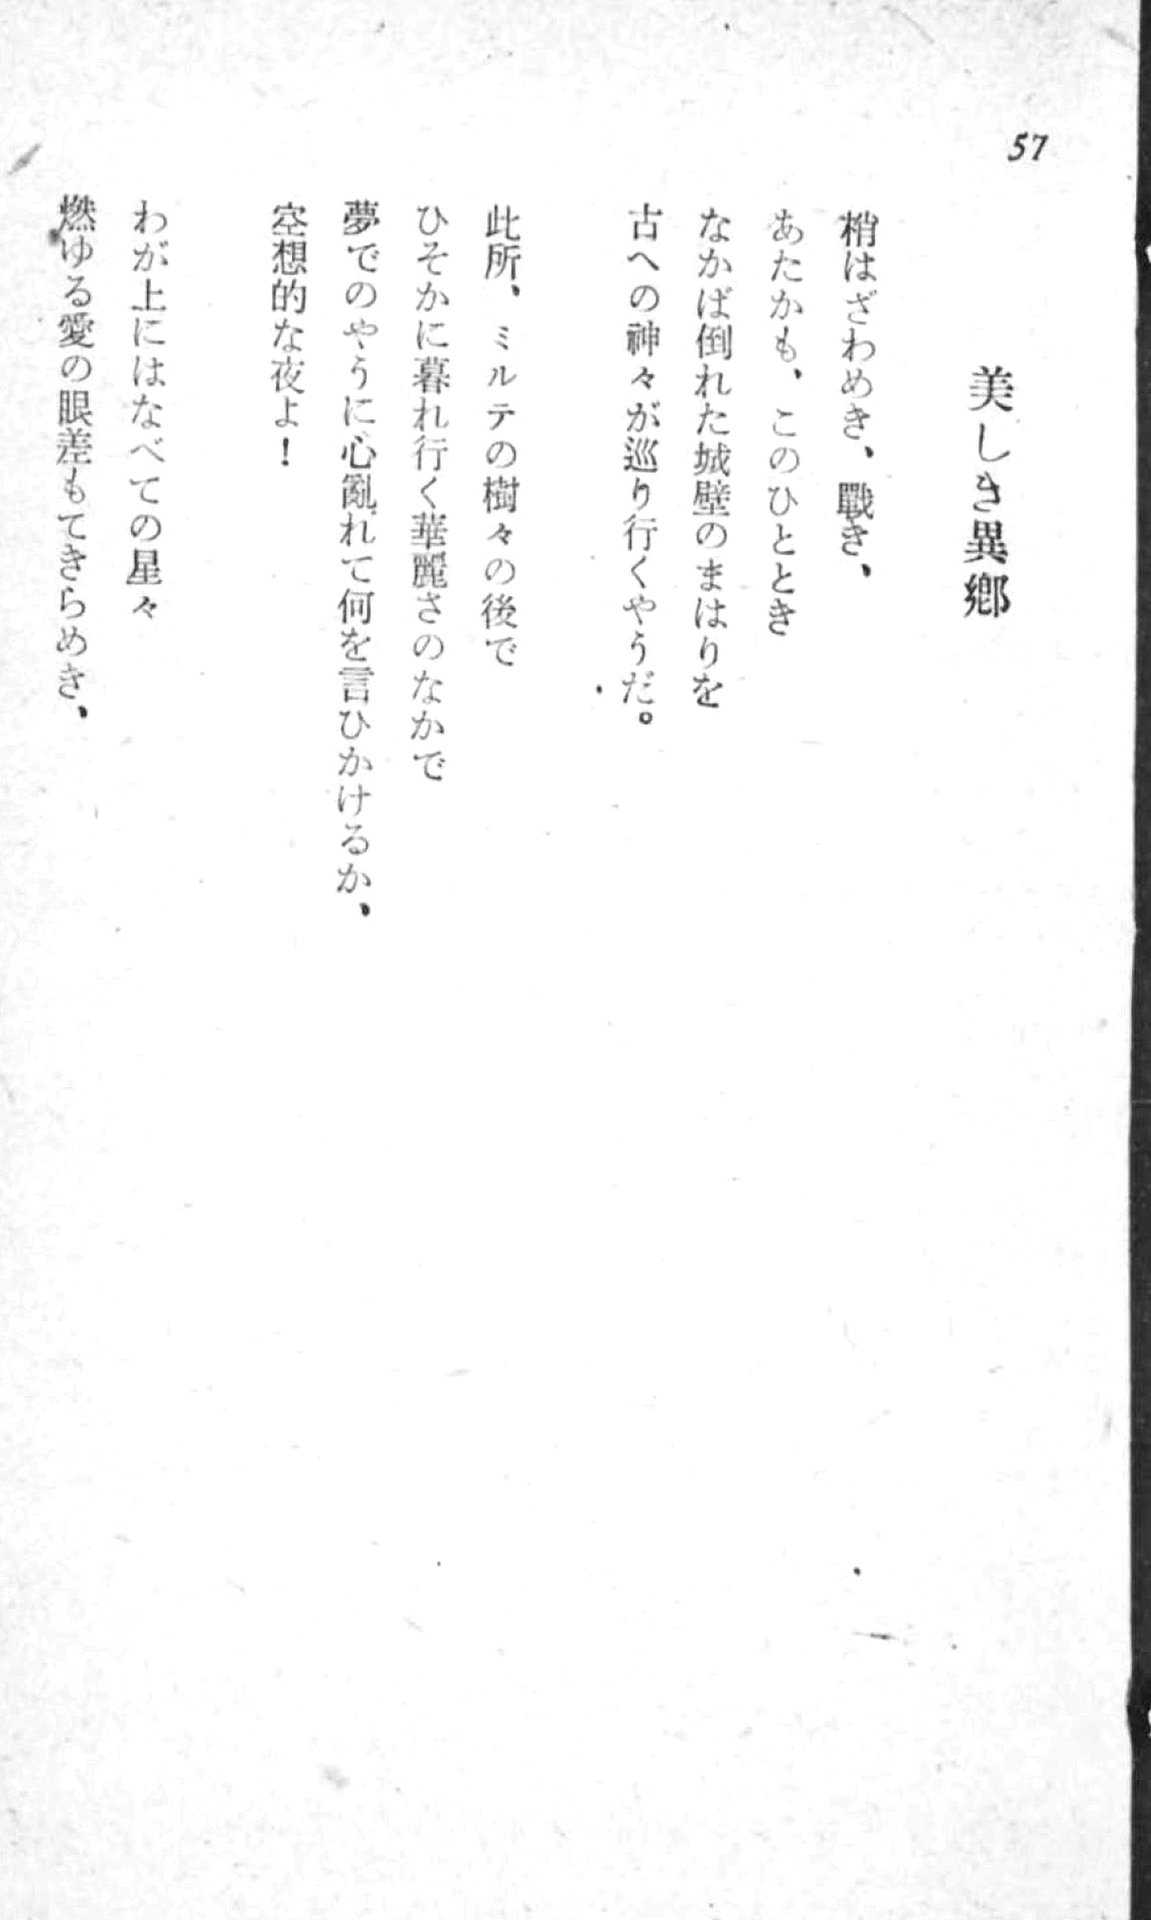 57
美しき異鄕
梢はざわめき、戰き、
あたかも、このひととき
なかば倒れた城壁のまはりを
古への神々が巡り行くやうだ。
此所、ミルテの樹々の後で
ひそかに暮れ行く華麗さのなかで
夢でのやうに心亂れて何を言ひかけるか、
空想的な夜よ！
わが上にはなべての星々
燃ゆる愛の眼差もてきらめき、